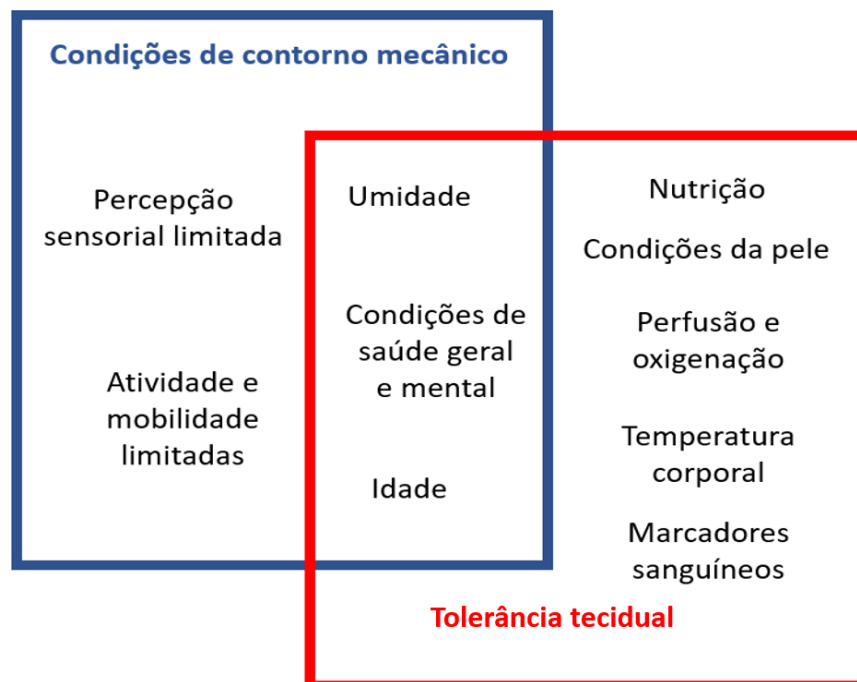 Condições de contorno mecânico
Percepção
sensorial limitada
Atividade e
mobilidade
limitadas
Umidade
Condições de
saúde geral
e mental
Idade
Nutrição
Condições da pele
Perfusão e
oxigenação
Temperatura
corporal
Marcadores
sanguíneos
Tolerância tecidual